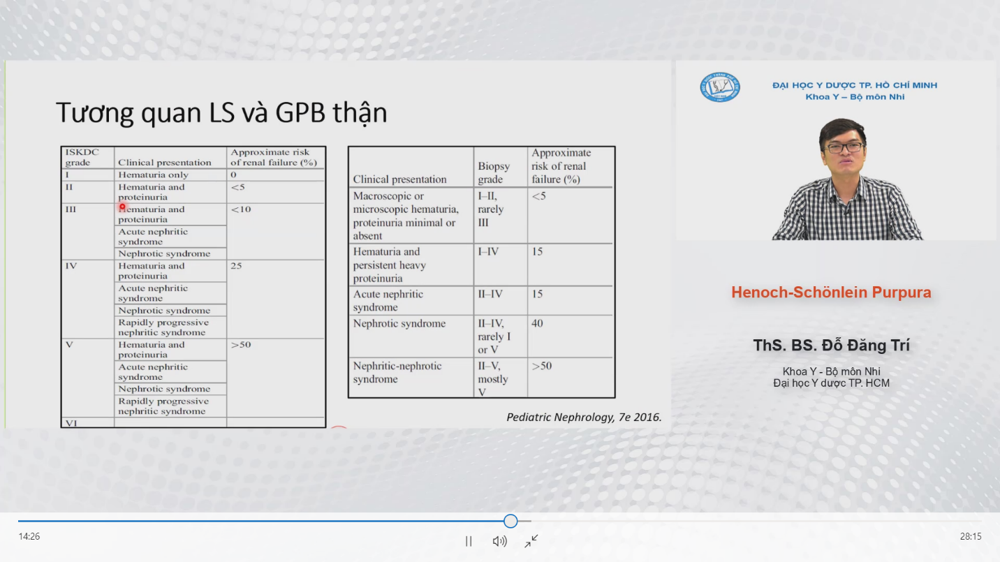 Tương quan LS và GPB thận
ISKDC
grade
Clinical presentation
Approximate risk
of renal failure (%)
I
Hematuria only
0
II
Hematuria and
proteinuria
<5
III
Hematuria and
proteinuria
<10
Acute nephritic
syndrome
Nephrotic syndrome
IV
Hematuria and
proteinuria
25
Acute nephritic
syndrome
Nephrotic syndrome
Rapidly progressive
nephritic syndrome
V
Hematuria and
proteinuria
>50
Acute nephritic
syndrome
Nephrotic syndrome
Rapidly progressive
nephritic syndrome
VI
Clinical presentation
Biopsy
grade
Approximate
risk of renal
failure (%)
Macroscopic or
microscopic hematuria,
proteinuria minimal or
absent
I–II,
rarely
III
<5
Hematuria and
persistent heavy
proteinuria
I–IV
15
Acute nephritic
syndrome
II–IV
15
Nephrotic syndrome
II–IV,
rarely I
or V
40
Nephritic-nephrotic
syndrome
II–V,
mostly
V
>50
Pediatric Nephrology, 7e 2016.
ĐẠI HỌC Y DƯỢC TP. HỒ CHÍ MINH
Khoa Y – Bộ môn Nhi
Henoch-Schönlein Purpura
ThS. BS. Đỗ Đăng Trí
Khoa Y - Bộ môn Nhi
Đại học Y dược TP. HCM
14:26
28:15